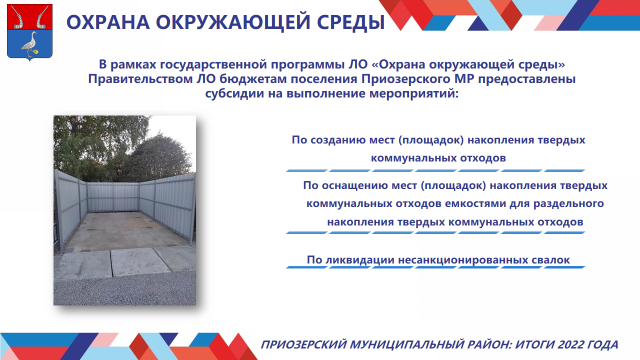 ОХРАНА ОКРУЖАЮЩЕЙ СРЕДЫ
В рамках государственной программы ЛО «Охрана окружающей среды»
Правительством ЛО бюджетам поселения Приозерского МР предоставлены
субсидии на выполнение мероприятий:
По созданию мест (площадок) накопления твердых
коммунальных отходов
По оснащению мест (площадок) накопления твердых
коммунальных отходов емкостями для раздельного
накопления твердых коммунальных отходов
По ликвидации несанкционированных свалок
ПРИОЗЕРСКИЙ МУНИЦИПАЛЬНЫЙ РАЙОН: ИТОГИ 2022 ГОДА